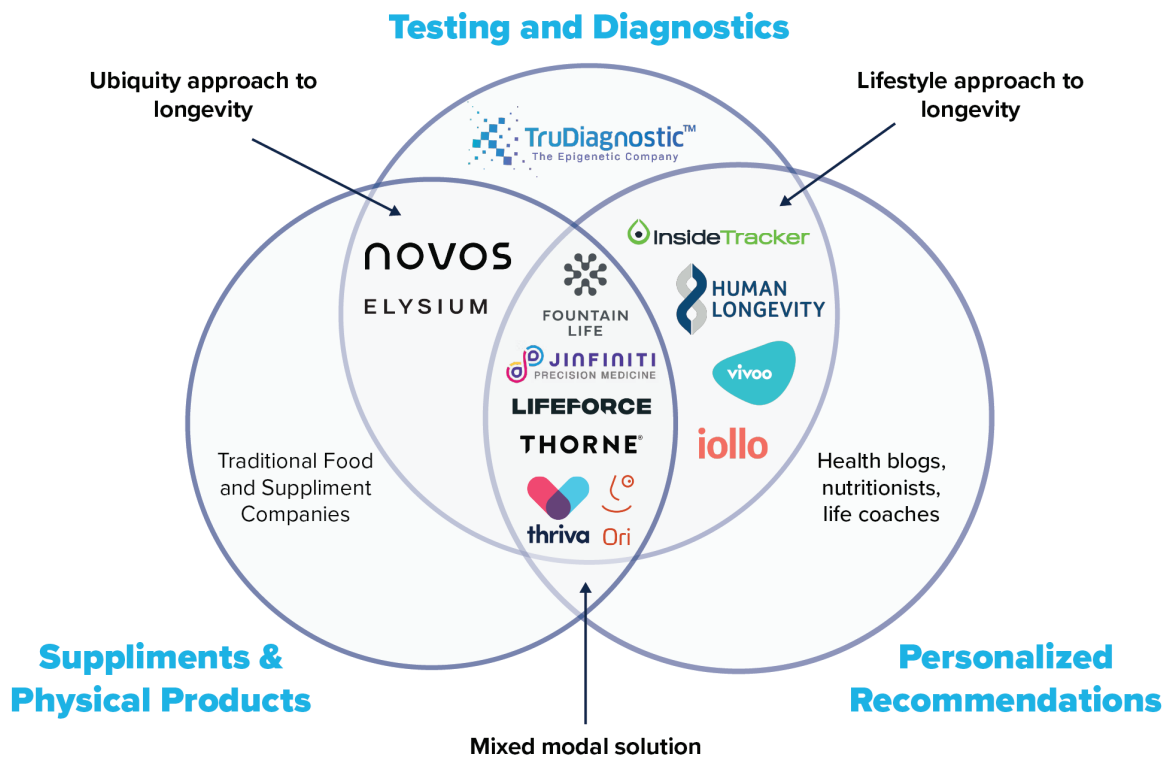 Testing and Diagnostics
Ubiquity approach to
longevity
Lifestyle approach to
longevity
TruDiagnostic™
The Epigenetic Company
NOVOS
ELYSIUM
FOUNTAIN
LIFE
JINFINITI
PRECISION MEDICINE
LIFEFORCE
THORNE®
thriva
Ori
InsideTracker
HUMAN
LONGEVITY
vivoo
iollo
Traditional Food
and Suppliment
Companies
Health blogs,
nutritionists,
life coaches
Suppliments &
Physical Products
Personalized
Recommendations
Mixed modal solution